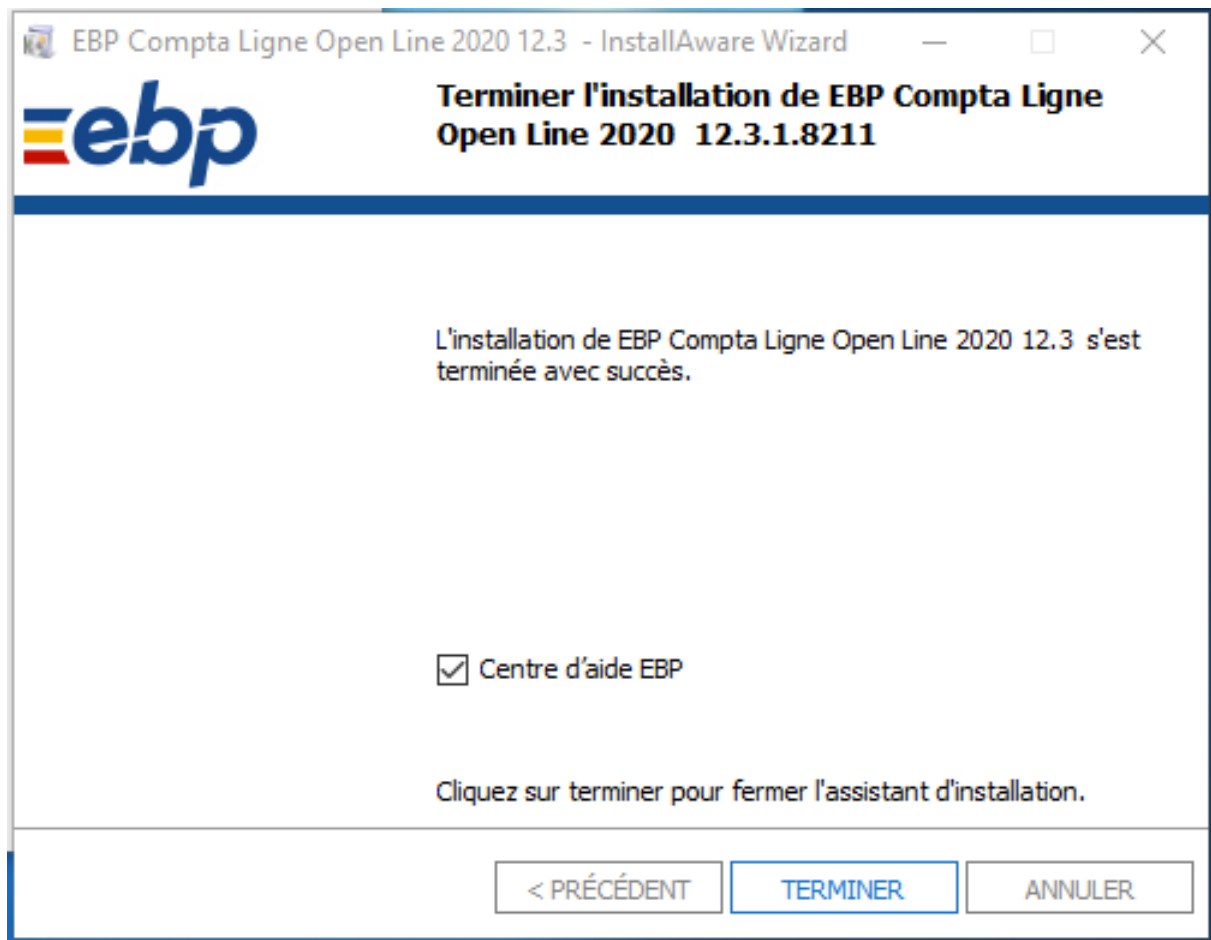 EBP Compta Ligne Open Line 2020 12.3 - InstallAware Wizard
ebp
Terminer l'installation de EBP Compta Ligne
Open Line 2020 12.3.1.8211
L'installation de EBP Compta Ligne Open Line 2020 12.3 s'est
terminée avec succès.
Centre d’aide EBP
Cliquez sur terminer pour fermer l'assistant d'installation.
< PRÉCÉDENT
TERMINER
ANNULER